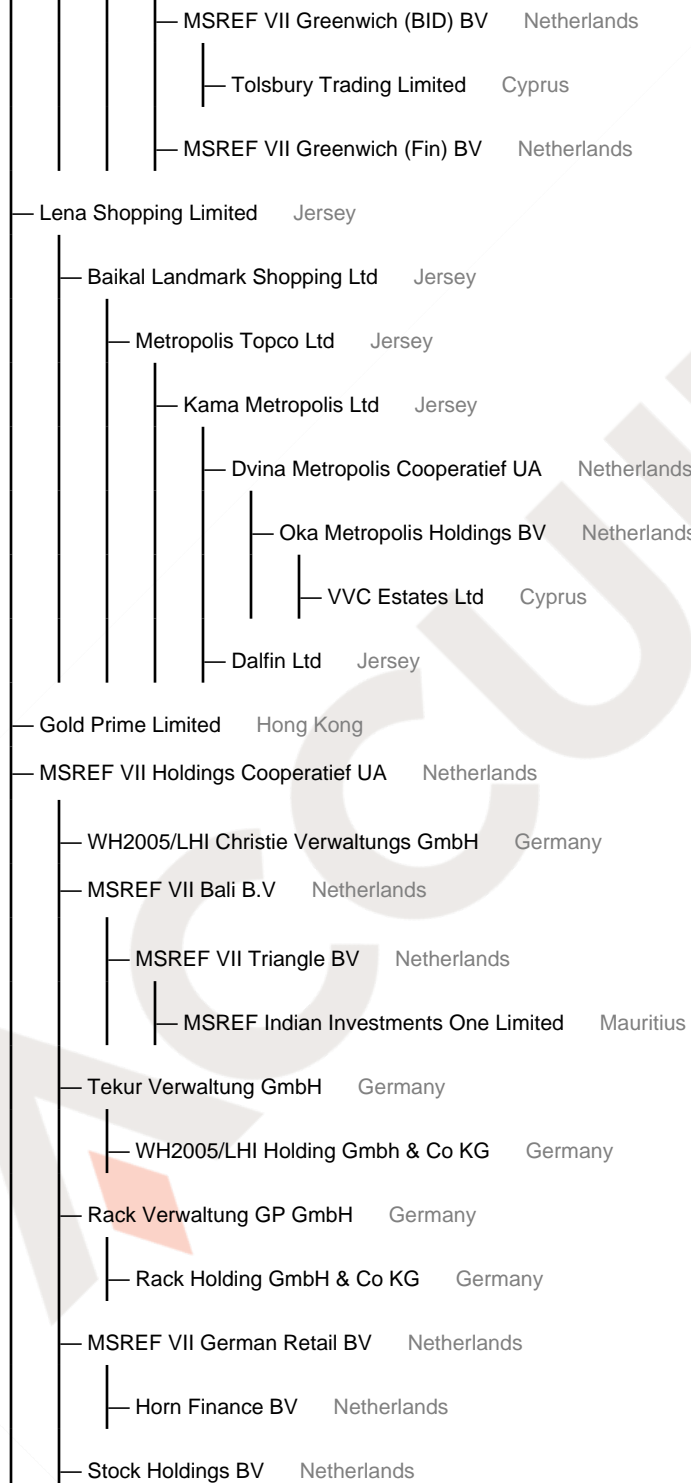 MSREF VII Greenwich (BID) BV Netherlands
Tolsbury Trading Limited Cyprus
MSREF VII Greenwich (Fin) BV Netherlands
Lena Shopping Limited Jersey
Baikal Landmark Shopping Ltd Jersey
Metropolis Topco Ltd Jersey
Kama Metropolis Ltd Jersey
Dvina Metropolis Cooperatief UA Netherlands
Oka Metropolis Holdings BV Netherlands
VVC Estates Ltd Cyprus
Dalfin Ltd Jersey
Gold Prime Limited Hong Kong
MSREF VII Holdings Cooperatief UA Netherlands
WH2005/LHI Christie Verwaltungs GmbH Germany
MSREF VII Bali B.V Netherlands
MSREF VII Triangle BV Netherlands
MSREF Indian Investments One Limited Mauritius
Tekur Verwaltung GmbH Germany
WH2005/LHI Holding Gmbh & Co KG Germany
Rack Verwaltung GP GmbH Germany
Rack Holding GmbH & Co KG Germany
MSREF VII German Retail BV Netherlands
Horn Finance BV Netherlands
Stock Holdings BV Netherlands